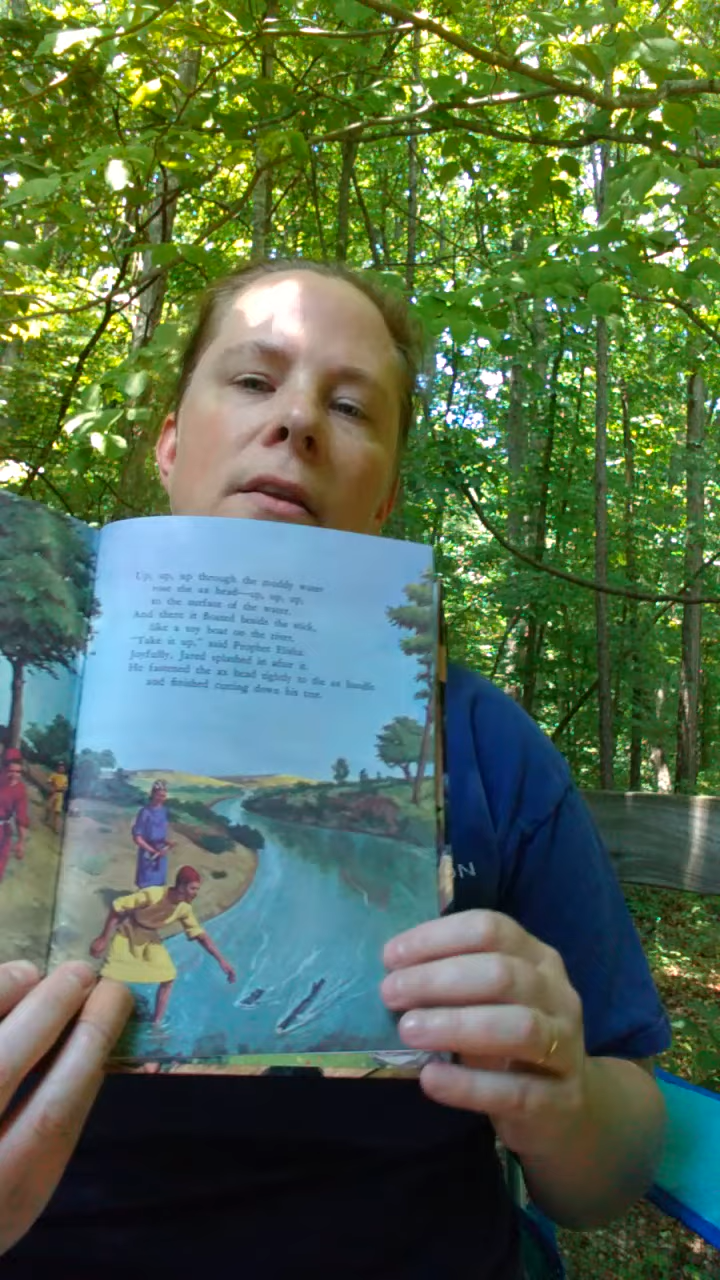 Up, up, up through the muddy water
rose the ax head—up, up, up,
to the surface of the water.
And there it floated beside the stick,
like a toy boat on the river.
"Take it up," said Prophet Elisha.
Joyfully, Jared splashed in after it.
He fastened the ax head tightly to the ax handle
and finished cutting down his tree.
ON